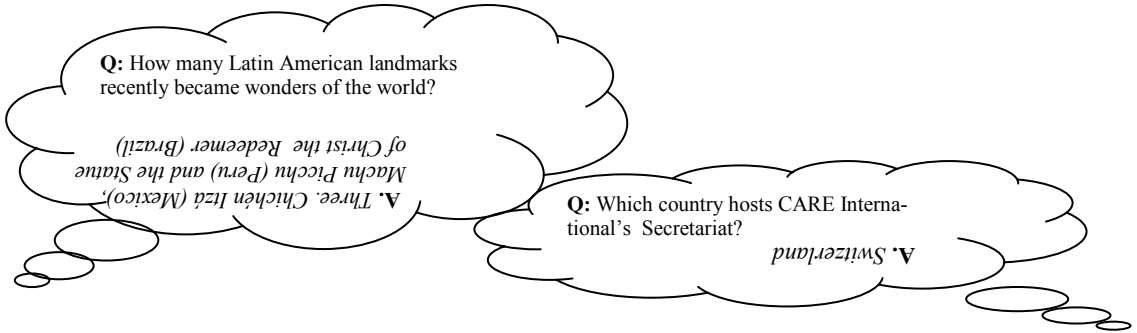 Q: How many Latin American landmarks
recently became wonders of the world?
A. Three. Chichén Itzá (Mexico),
Machu Picchu (Peru) and the Statue
of Christ the Redeemer (Brazil)
Q: Which country hosts CARE Interna-
tional's Secretariat?
A. Switzerland